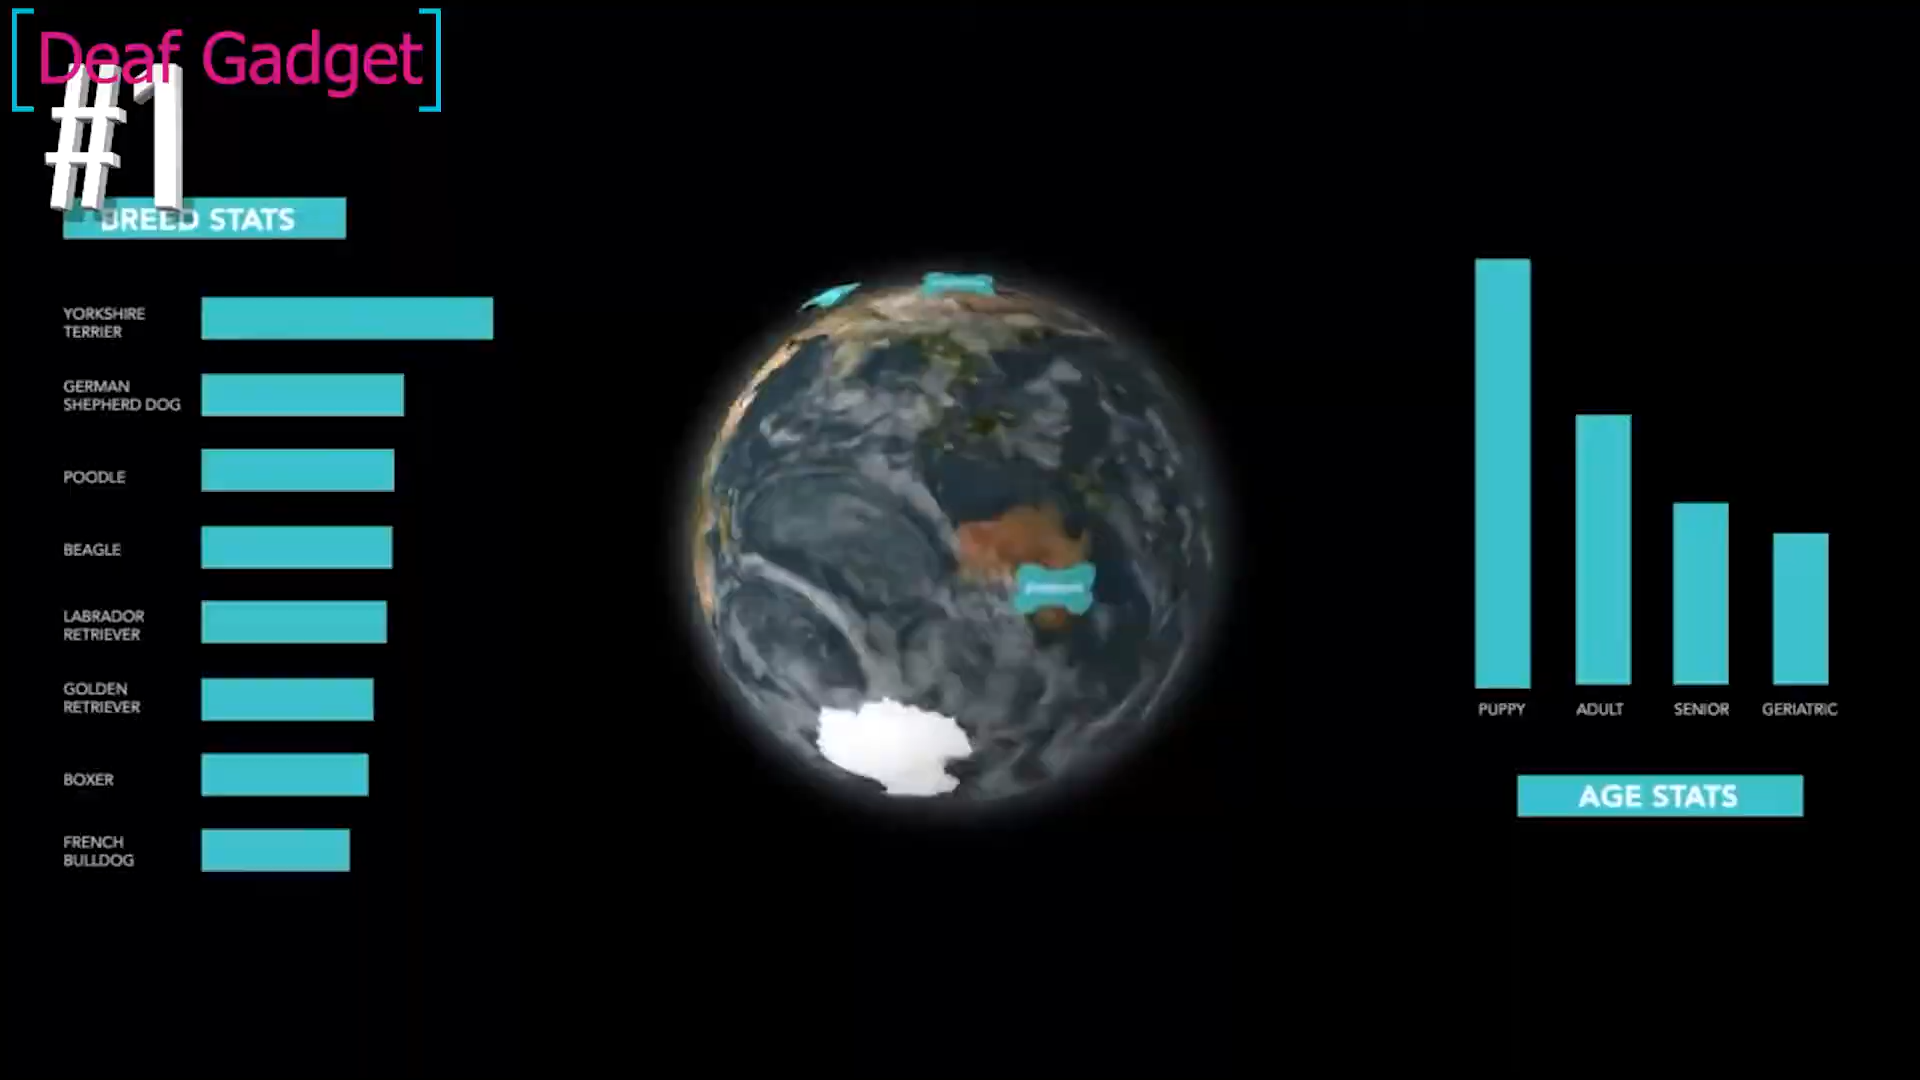 [Deaf Gadget]
#1
BREED STATS
YORKSHIRE
TERRIER
GERMAN
SHEPHERD DOG
POODLE
BEAGLE
LABRADOR
RETRIEVER
GOLDEN
RETRIEVER
BOXER
FRENCH
BULLDOG
PUPPY
ADULT
SENIOR
GERIATRIC
AGE STATS